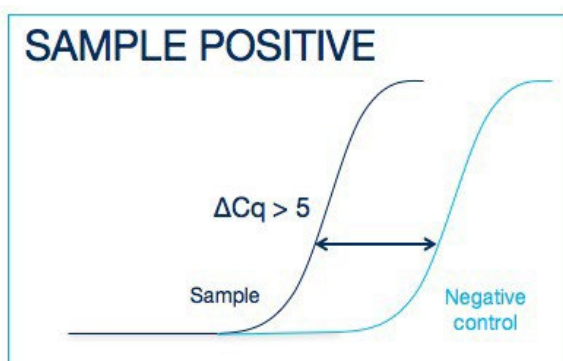 SAMPLE POSITIVE
ΔCq > 5
Sample
Negative
control